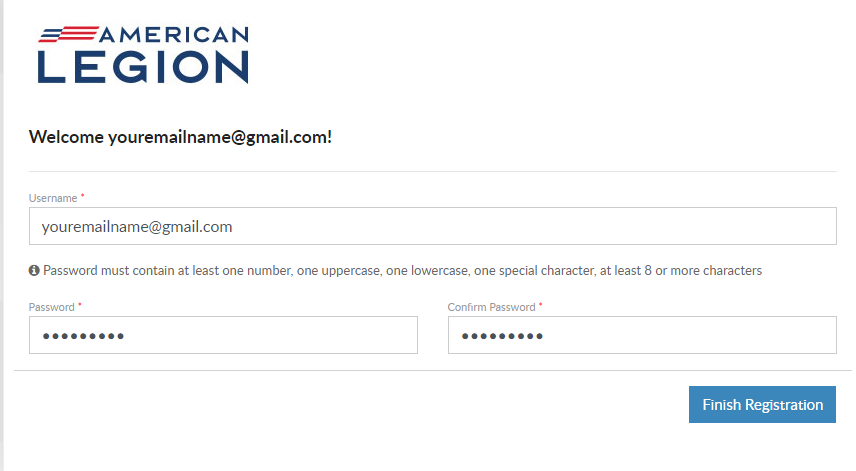 AMERICAN
LEGION
Welcome youremailname@gmail.com!
Username *
youremailname@gmail.com
Password must contain at least one number, one uppercase, one lowercase, one special character, at least 8 or more characters
Password * Confirm Password *
●●●●●●●●● ●●●●●●●●●
Finish Registration